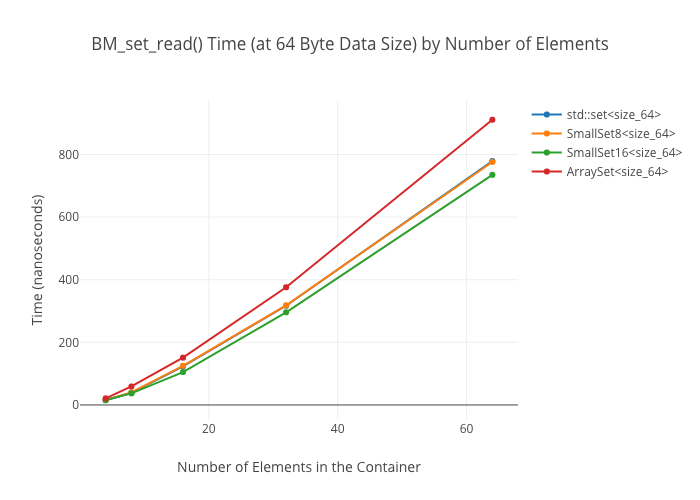 BM_set_read() Time (at 64 Byte Data Size) by Number of Elements
std::set<size_64>
SmallSet8<size_64>
SmallSet16<size_64>
ArraySet<size_64>
Time (nanoseconds)
800
600
400
200
0
20
40
60
Number of Elements in the Container